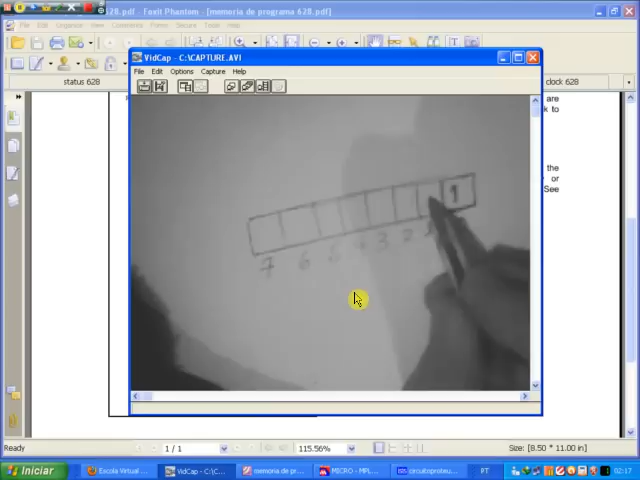 28.pdf - Foxit Phantom - [memoria de programa 628.pdf]
File Edit Organize View Comments Forms Secure Tools Help
status 628
clock 628
VidCap - C:\CAPTURE.AVI
File Edit Options Capture Help
are
k to
the
or
See
1
7 6 5 4 3 2
Ready
1 / 1
115.56%
Size: [8.50 * 11.00 in]
Iniciar
Escola Virtual ...
VidCap - C:\C...
memoria de pr...
MICRO - MPL...
circuitoproteu...
PT
02:17